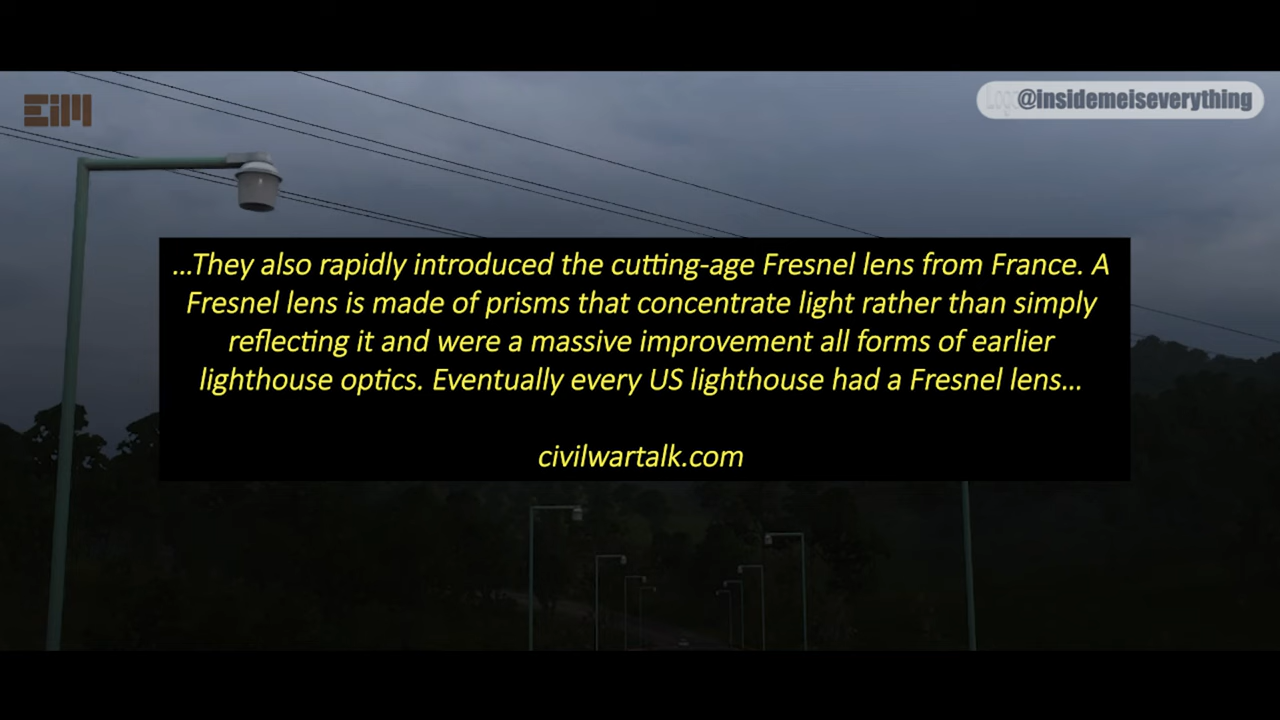 EiM
@insidemeiseverything
...They also rapidly introduced the cutting-age Fresnel lens from France. A
Fresnel lens is made of prisms that concentrate light rather than simply
reflecting it and were a massive improvement all forms of earlier
lighthouse optics. Eventually every US lighthouse had a Fresnel lens...
civilwartalk.com